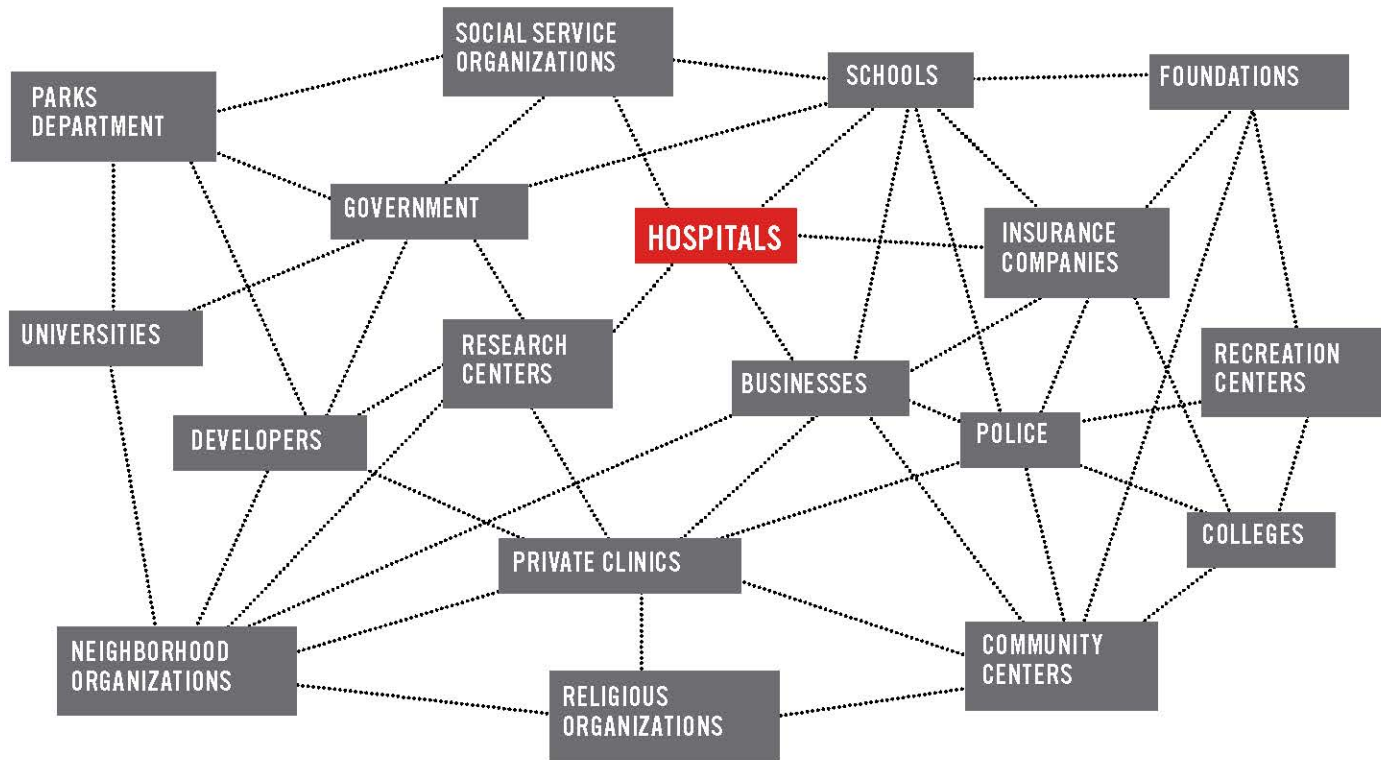 SOCIAL SERVICE
ORGANIZATIONS
SCHOOLS
FOUNDATIONS
PARKS
DEPARTMENT
GOVERNMENT
HOSPITALS
INSURANCE
COMPANIES
UNIVERSITIES
RESEARCH
CENTERS
BUSINESSES
RECREATION
CENTERS
DEVELOPERS
POLICE
PRIVATE CLINICS
COLLEGES
NEIGHBORHOOD
ORGANIZATIONS
RELIGIOUS
ORGANIZATIONS
COMMUNITY
CENTERS